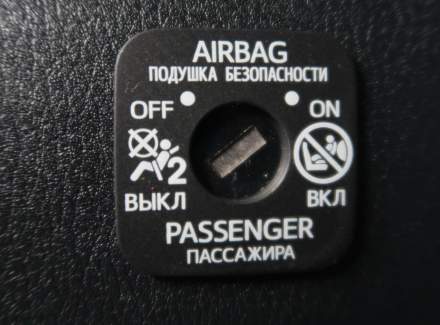 AIRBAG
ПОДУШКА БЕЗОПАСНОСТИ
OFF ON
2
ВЫКЛ ВКЛ
PASSENGER
ПАССАЖИРА